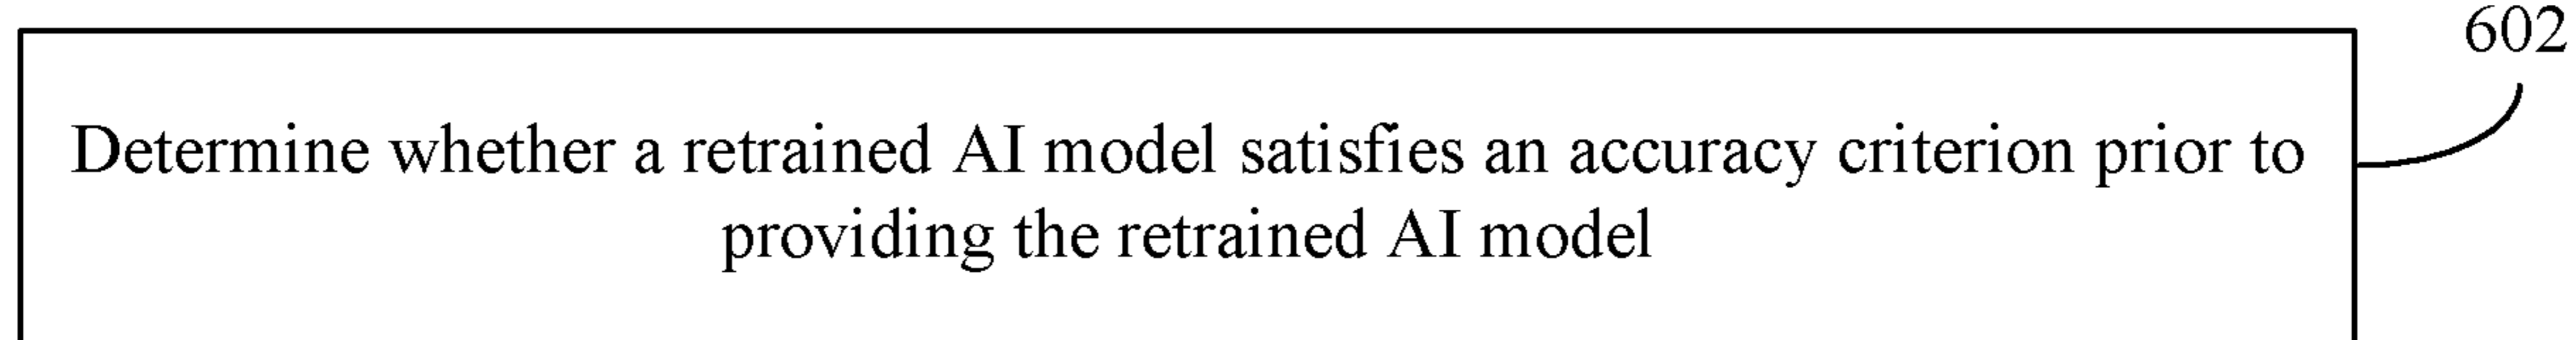 602
Determine whether a retrained AI model satisfies an accuracy criterion prior to
providing the retrained AI model